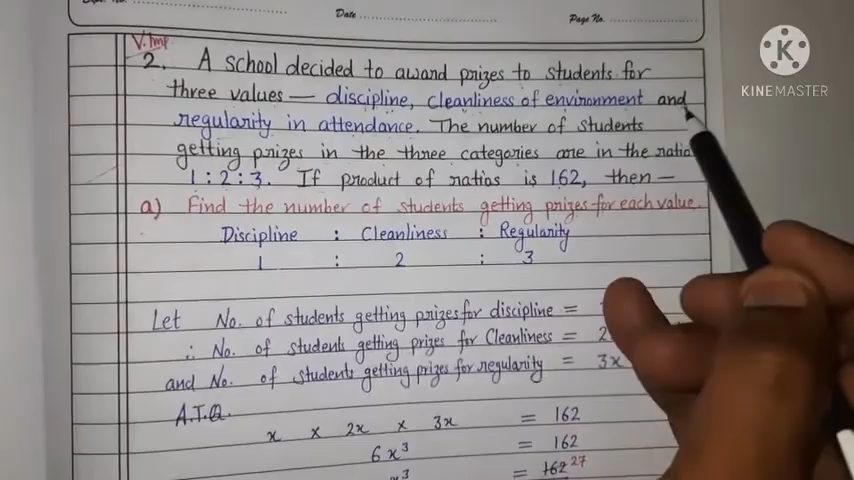 Date
Page No.
V. Imp
2. A school decided to award prizes to students for
three values — discipline, cleanliness of environment and
regularity in attendance. The number of students
getting prizes in the three categories are in the ratio
1 : 2 : 3. If product of ratios is 162, then —
a) Find the number of students getting prizes for each value.
Discipline : Cleanliness : Regularity
1 : 2 : 3
Let No. of students getting prizes for discipline =
∴ No. of students getting prizes for Cleanliness = 2
and No. of students getting prizes for regularity = 3x
A.T.Q.
x × 2x × 3x = 162
6x³ = 162
x³ = 162 27
KINEMASTER